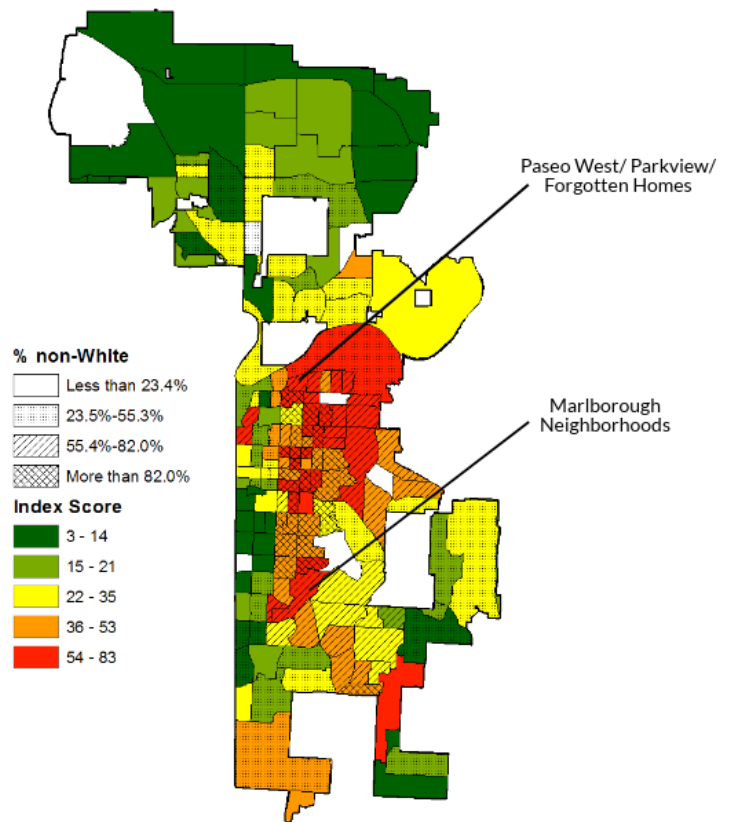 Paseo West/ Parkview/
Forgotten Homes
% non-White
Less than 23.4%
23.5%-55.3%
55.4%-82.0%
More than 82.0%
Marlborough
Neighborhoods
Index Score
3 - 14
15 - 21
22 - 35
36 - 53
54 - 83